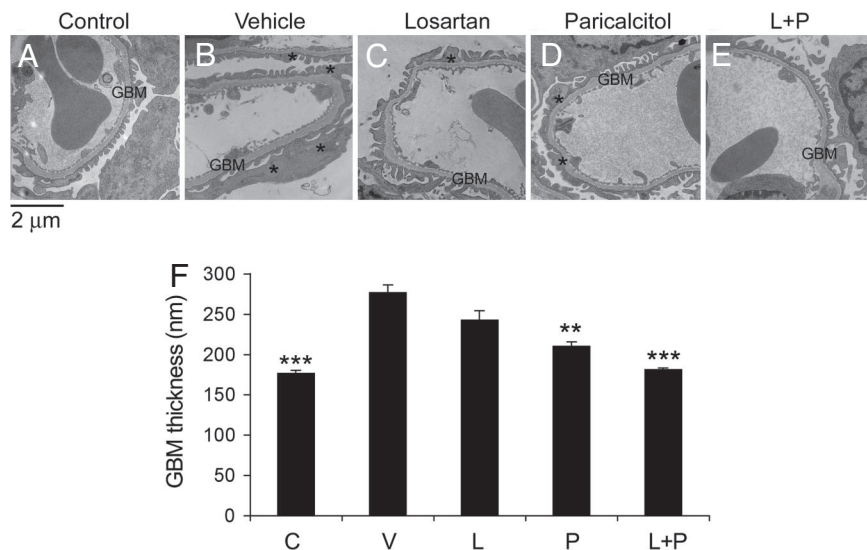 Control Vehicle Losartan Paricalcitol L+P
A B C D E
GBM GBM GBM GBM GBM
* * * * * * *
2 μm
F
GBM thickness (nm)
300
250
200
150
100
50
0
*** ** ***
C V L P L+P